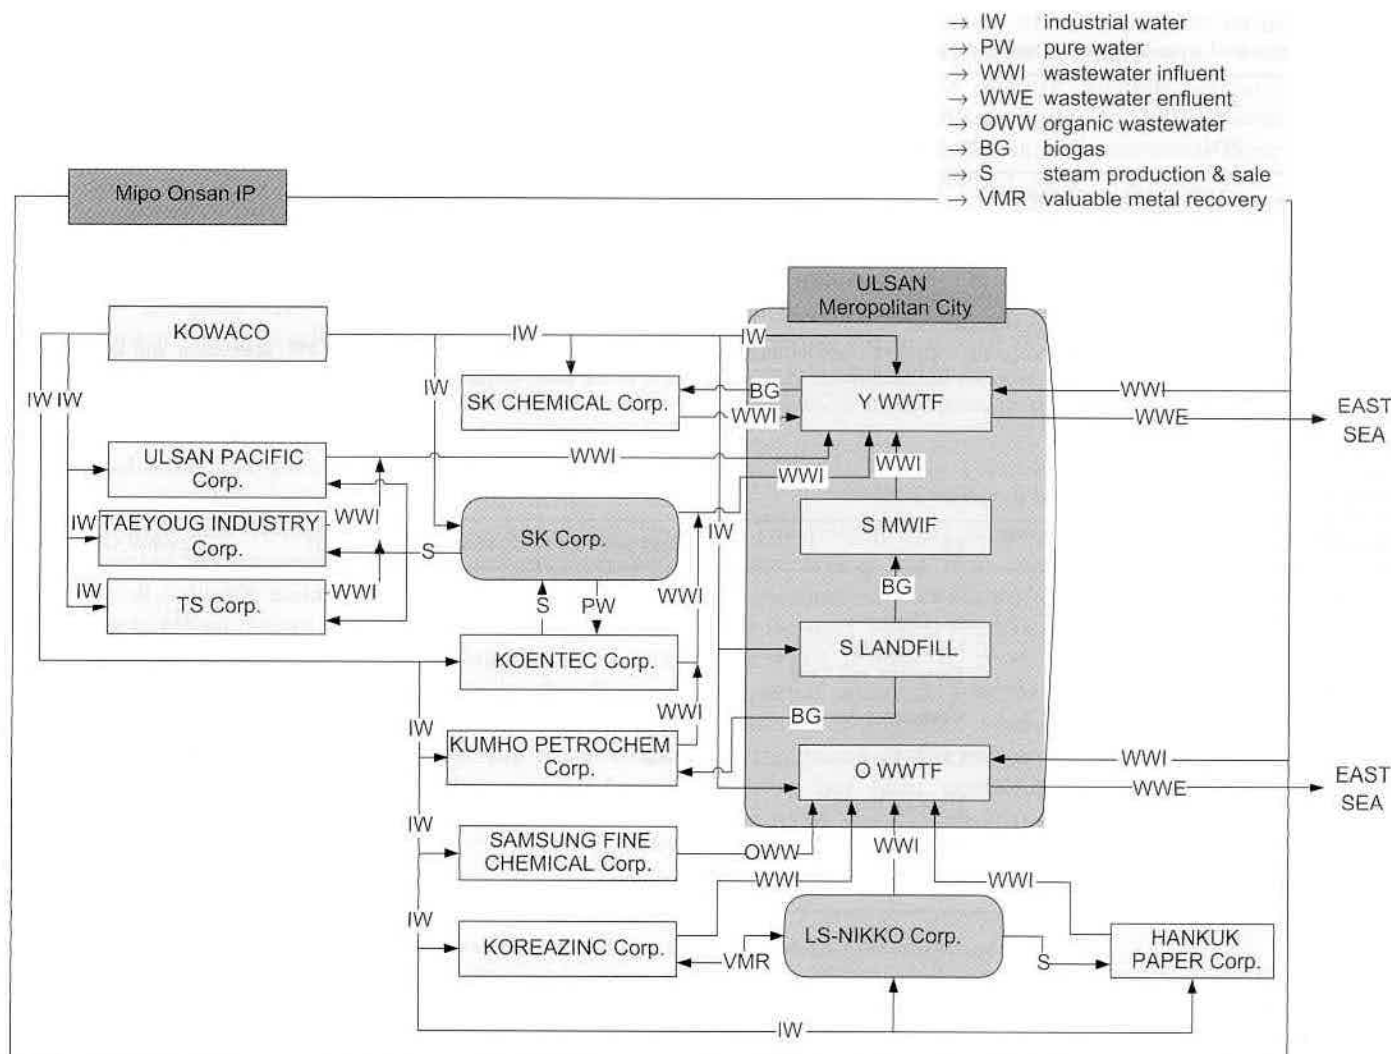 → IW industrial water
→ PW pure water
→ WWI wastewater influent
→ WWE wastewater enfluent
→ OWW organic wastewater
→ BG biogas
→ S steam production & sale
→ VMR valuable metal recovery
Mipo Onsan IP
ULSAN
Meropolitan City
KOWACO
IW
IW
IW
IW
IW
SK CHEMICAL Corp.
BG
WWI
Y WWTF
WWI
WWE
EAST
SEA
ULSAN PACIFIC
Corp.
WWI
WWI
WWI
IW
TAEYOUG INDUSTRY
Corp.
WWI
S
SK Corp.
IW
S MWIF
BG
IW
TS Corp.
WWI
S
PW
WWI
KOENTEC Corp.
S LANDFILL
WWI
BG
IW
KUMHO PETROCHEM
Corp.
O WWTF
WWI
WWE
EAST
SEA
IW
SAMSUNG FINE
CHEMICAL Corp.
OWW
WWI
WWI
WWI
IW
KOREAZINC Corp.
VMR
LS-NIKKO Corp.
S
HANKUK
PAPER Corp.
IW